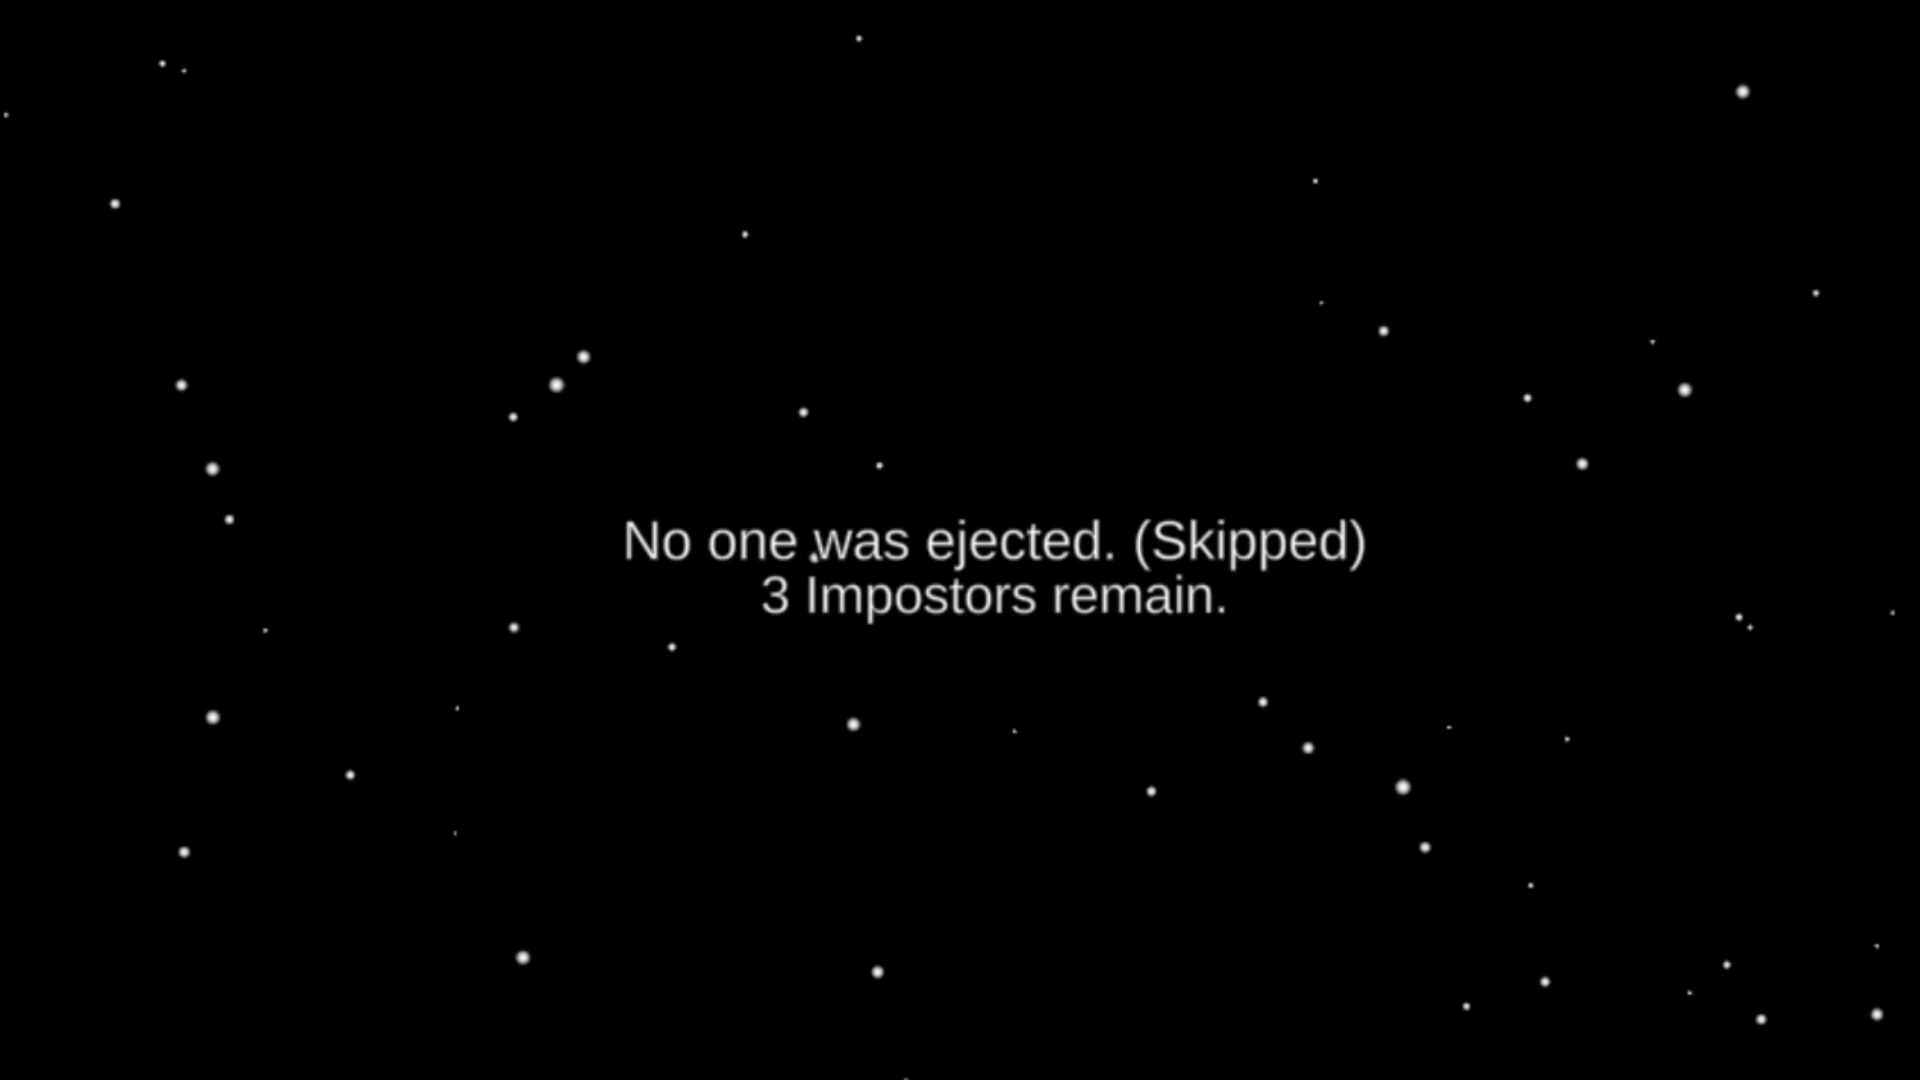 No one was ejected. (Skipped)
3 Impostors remain.